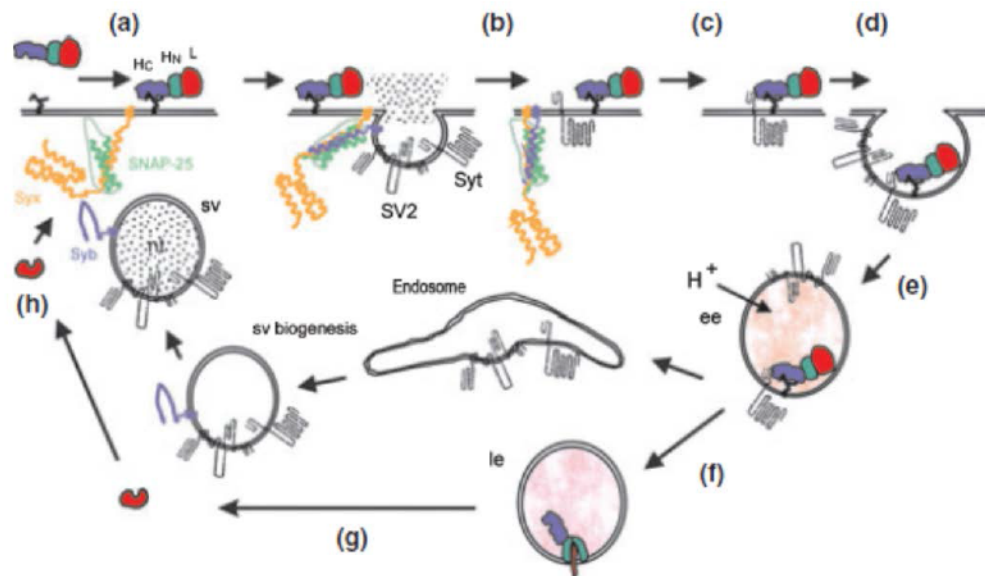 (a)
(b)
(c)
(d)
Hc HN L
SNAP-25
Syx
Syb
sv
nt
SV2
Syt
(h)
Endosome
sv biogenesis
H+
ee
(e)
le
(f)
(g)